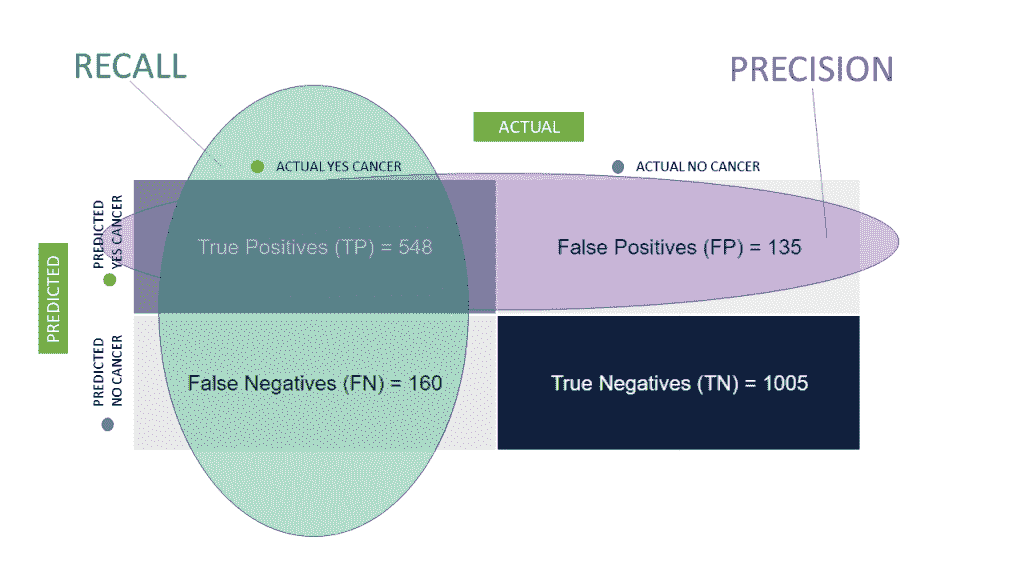 RECALL
PRECISION
ACTUAL
ACTUAL YES CANCER
ACTUAL NO CANCER
PREDICTED
PREDICTED
YES CANCER
True Positives (TP) = 548
False Positives (FP) = 135
PREDICTED
NO CANCER
False Negatives (FN) = 160
True Negatives (TN) = 1005